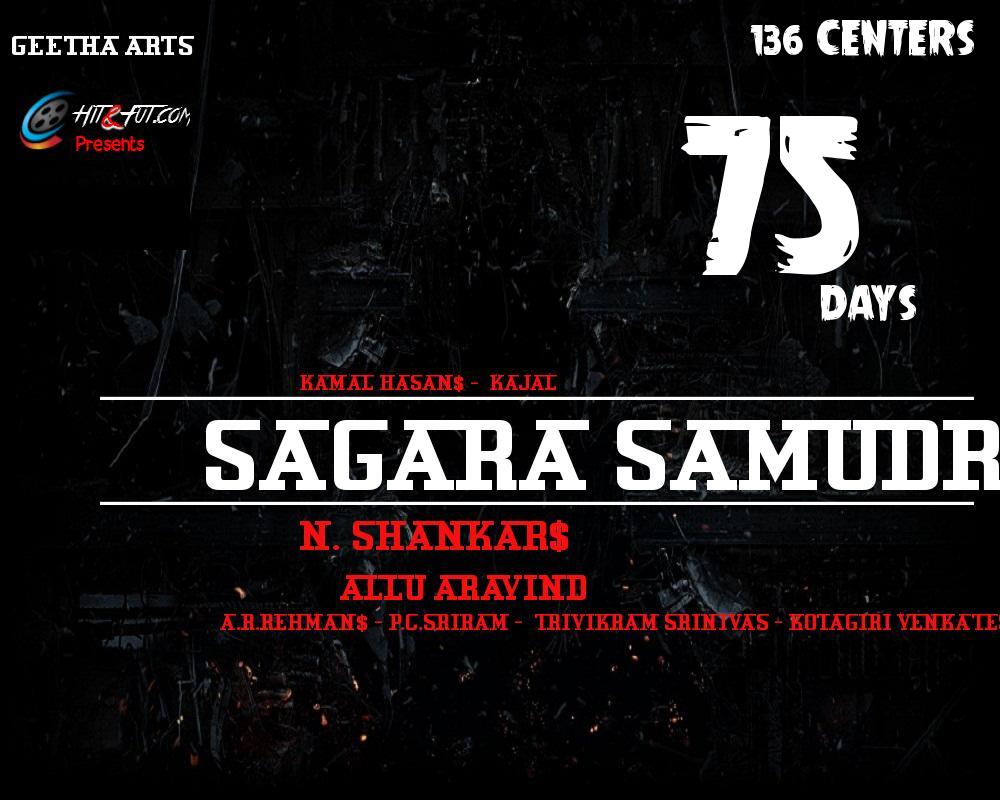 GEETHA ARTS
136 CENTERS
HIT&FUT.COM
Presents
75
DAYS
KAMAL HASAN$ - KAJAL
SAGARA SAMUDR
N. SHANKAR$
ALLU ARAVIND
A.R.REHMAN$ - P.C.SRIRAM - TRIVIKRAM SRINIVAS - KOTAGIRI VENKATES